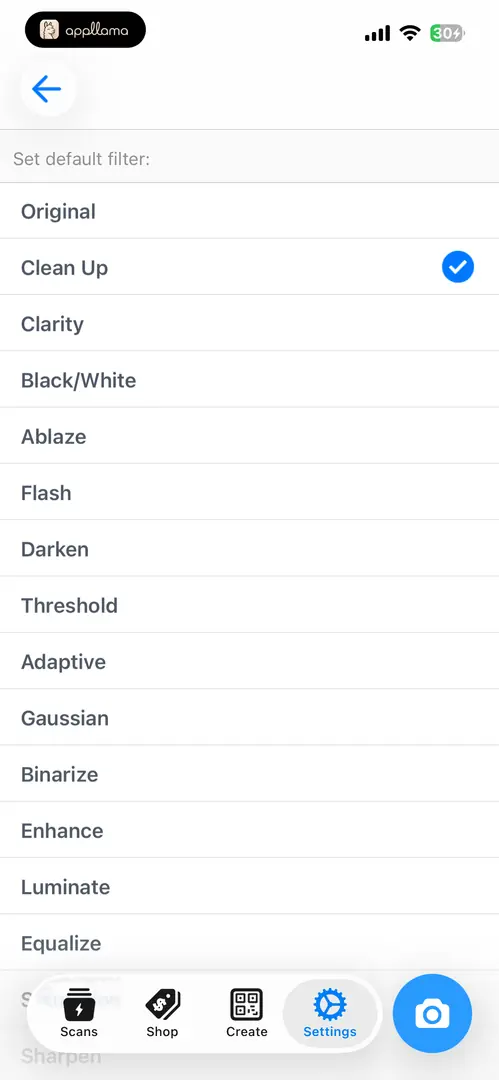 appllama
30
Set default filter:
Original
Clean Up
Clarity
Black/White
Ablaze
Flash
Darken
Threshold
Adaptive
Gaussian
Binarize
Enhance
Luminate
Equalize
Scans
Shop
Create
Settings
Sharpen